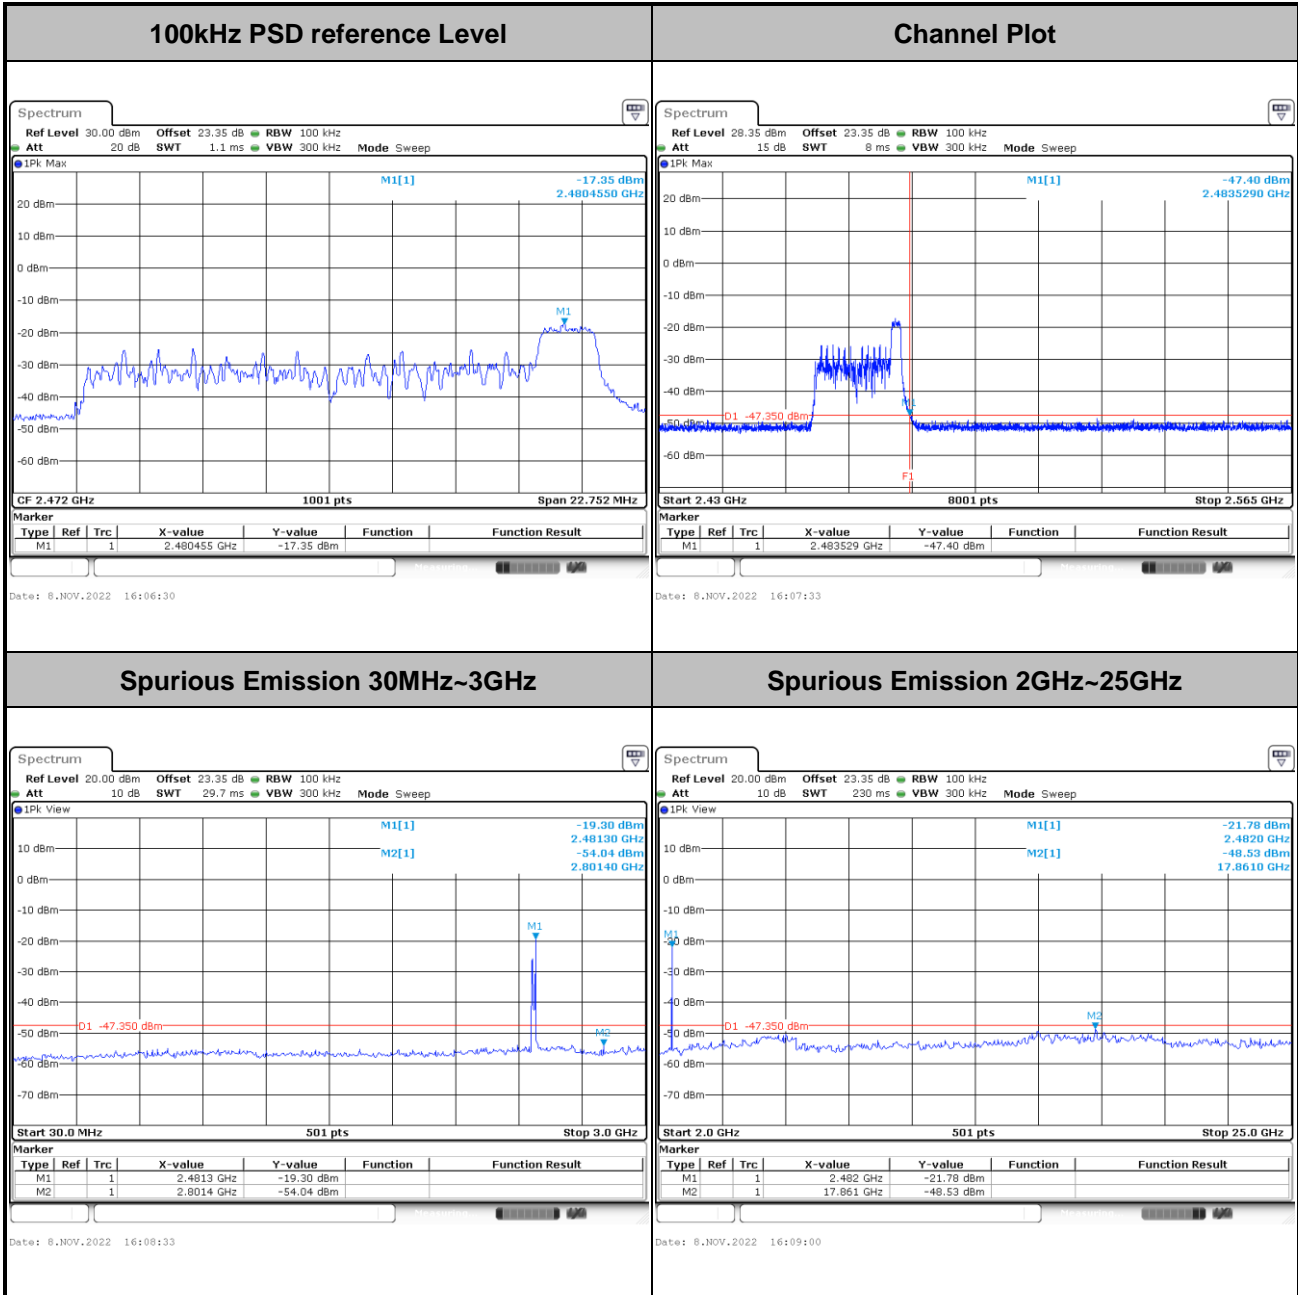 100kHz PSD reference Level
Spectrum
Ref Level 30.00 dBm Offset 23.35 dB RBW 100 kHz
Att 20 dB SWT 1.1 ms VBW 300 kHz Mode Sweep
1Pk Max
M1[1] -17.35 dBm
2.4804550 GHz
20 dBm
10 dBm
0 dBm
-10 dBm
M1
-20 dBm
-30 dBm
-40 dBm
-50 dBm
-60 dBm
CF 2.472 GHz 1001 pts Span 22.752 MHz
Marker
Type Ref Trc X-value Y-value Function Function Result
M1 1 2.480455 GHz -17.35 dBm
Measuring
Date: 8.NOV.2022 16:06:30
Channel Plot
Spectrum
Ref Level 28.35 dBm Offset 23.35 dB RBW 100 kHz
Att 15 dB SWT 8 ms VBW 300 kHz Mode Sweep
1Pk Max
M1[1] -47.40 dBm
2.4835290 GHz
20 dBm
10 dBm
0 dBm
-10 dBm
-20 dBm
-30 dBm
-40 dBm
M1
D1 -47.350 dBm
-50 dBm
-60 dBm
F1
Start 2.43 GHz 8001 pts Stop 2.565 GHz
Marker
Type Ref Trc X-value Y-value Function Function Result
M1 1 2.483529 GHz -47.40 dBm
Measuring
Date: 8.NOV.2022 16:07:33
Spurious Emission 30MHz~3GHz
Spectrum
Ref Level 20.00 dBm Offset 23.35 dB RBW 100 kHz
Att 10 dB SWT 29.7 ms VBW 300 kHz Mode Sweep
1Pk View
M1[1] -19.30 dBm
2.48130 GHz
10 dBm
M2[1] -54.04 dBm
2.80140 GHz
0 dBm
-10 dBm
M1
-20 dBm
-30 dBm
-40 dBm
D1 -47.350 dBm
-50 dBm
M2
-60 dBm
-70 dBm
Start 30.0 MHz 501 pts Stop 3.0 GHz
Marker
Type Ref Trc X-value Y-value Function Function Result
M1 1 2.4813 GHz -19.30 dBm
M2 1 2.8014 GHz -54.04 dBm
Measuring
Date: 8.NOV.2022 16:08:33
Spurious Emission 2GHz~25GHz
Spectrum
Ref Level 20.00 dBm Offset 23.35 dB RBW 100 kHz
Att 10 dB SWT 230 ms VBW 300 kHz Mode Sweep
1Pk View
M1[1] -21.78 dBm
2.4820 GHz
10 dBm
M2[1] -48.53 dBm
17.8610 GHz
0 dBm
-10 dBm
M1
-20 dBm
-30 dBm
-40 dBm
M2
D1 -47.350 dBm
-50 dBm
-60 dBm
-70 dBm
Start 2.0 GHz 501 pts Stop 25.0 GHz
Marker
Type Ref Trc X-value Y-value Function Function Result
M1 1 2.482 GHz -21.78 dBm
M2 1 17.861 GHz -48.53 dBm
Measuring
Date: 8.NOV.2022 16:09:00